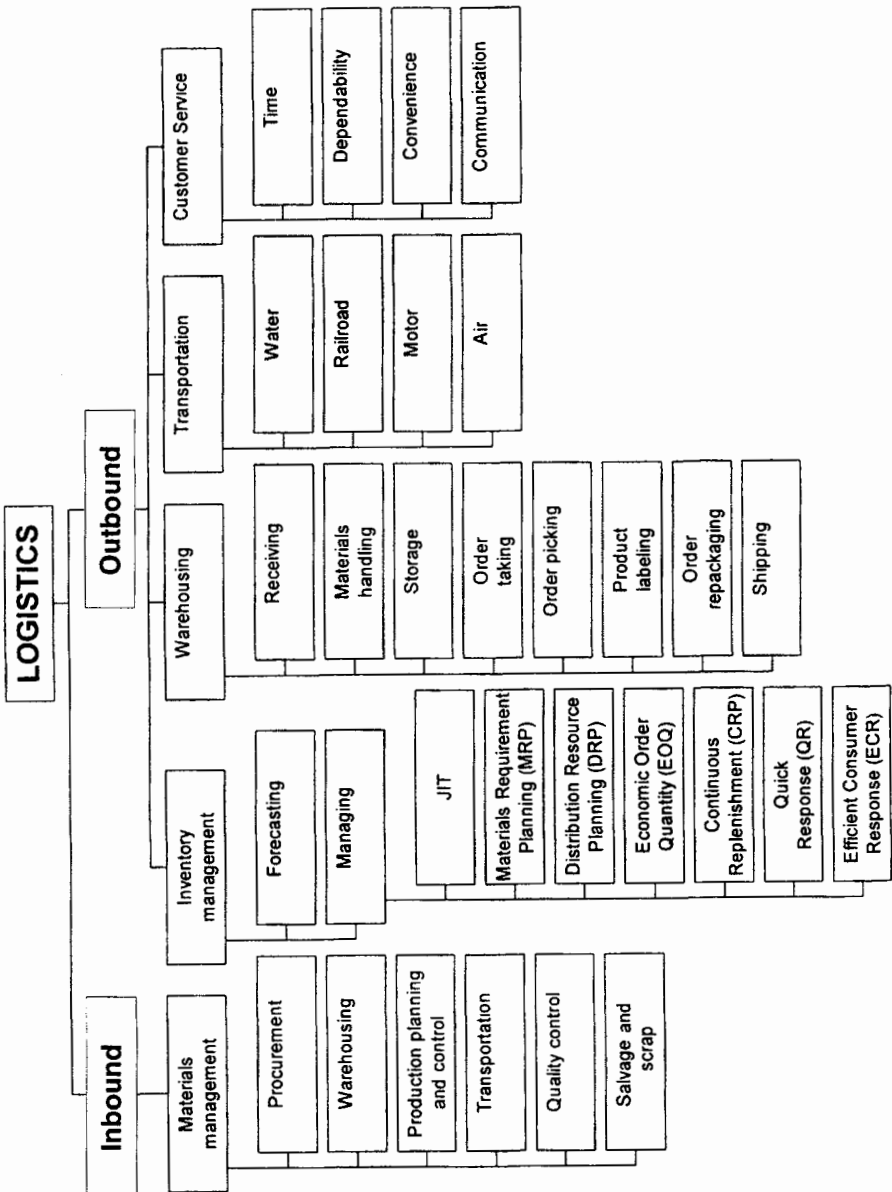 LOGISTICS
Inbound
Outbound
Materials
management
Procurement
Warehousing
Production planning
and control
Transportation
Quality control
Salvage and
scrap
Inventory
management
Forecasting
Managing
JIT
Materials Requirement
Planning (MRP)
Distribution Resource
Planning (DRP)
Economic Order
Quantity (EOQ)
Continuous
Replenishment (CRP)
Quick
Response (QR)
Efficient Consumer
Response (ECR)
Warehousing
Receiving
Materials
handling
Storage
Order
taking
Order picking
Product
labeling
Order
repackaging
Shipping
Transportation
Water
Railroad
Motor
Air
Customer Service
Time
Dependability
Convenience
Communication